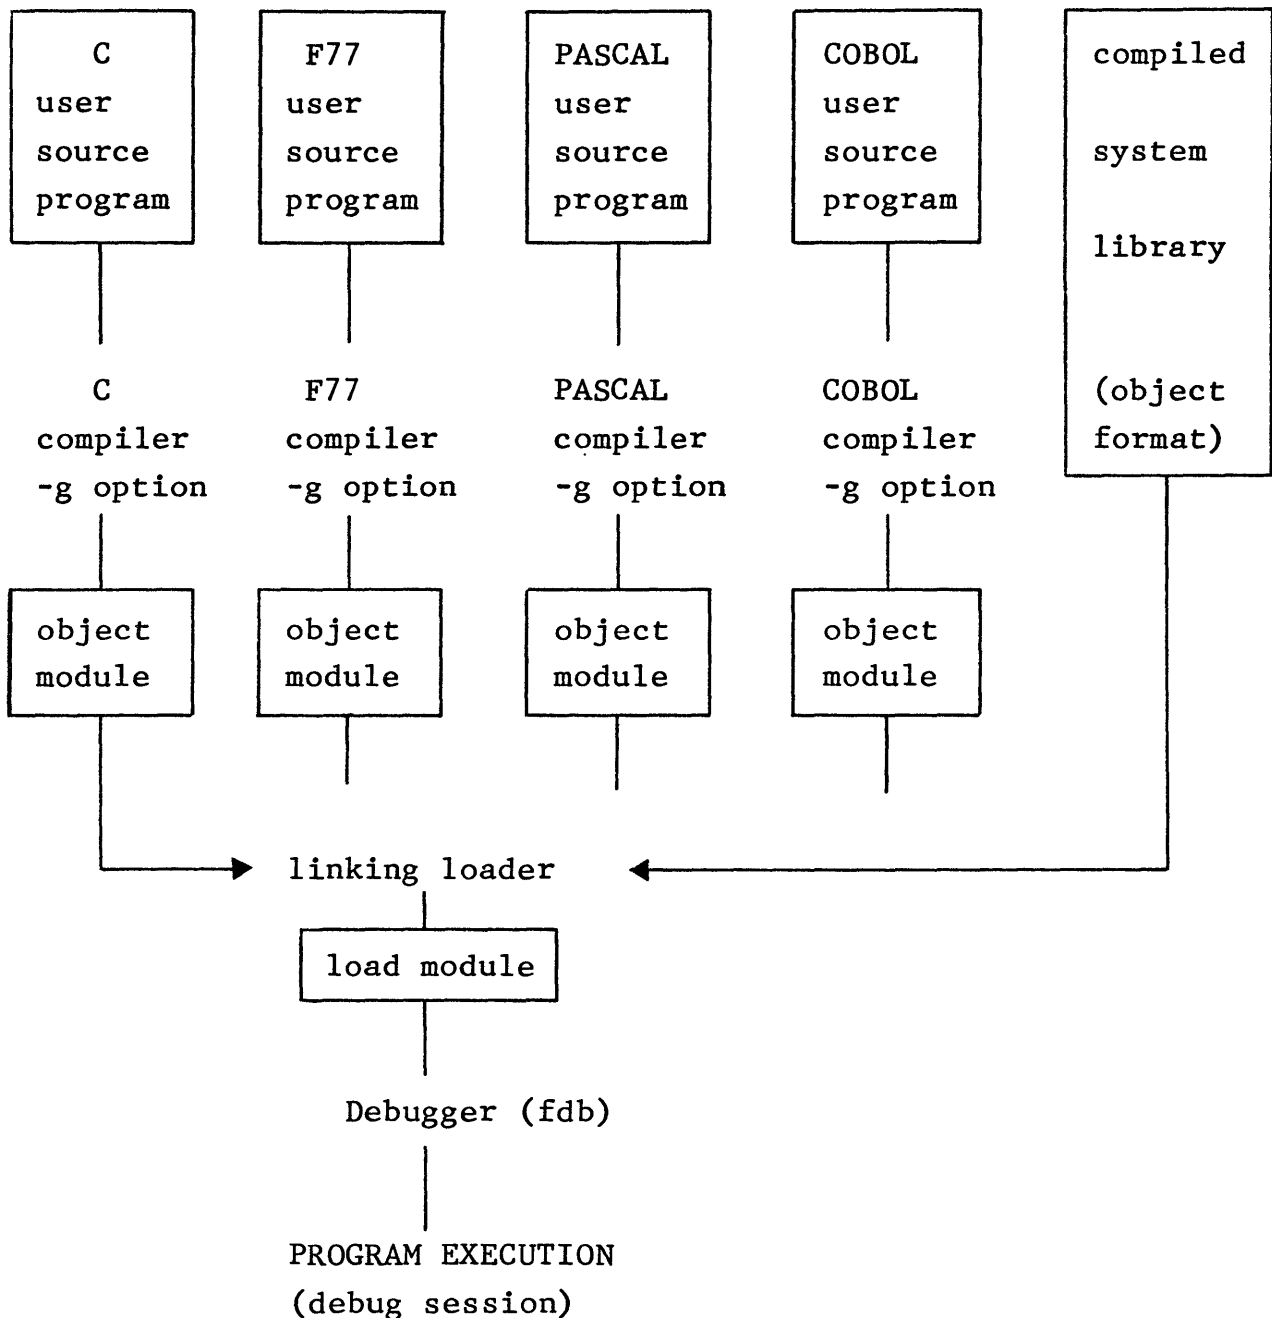 C
user
source
program
F77
user
source
program
PASCAL
user
source
program
COBOL
user
source
program
compiled
system
library
(object
format)
C
compiler
-g option
F77
compiler
-g option
PASCAL
compiler
-g option
COBOL
compiler
-g option
object
module
object
module
object
module
object
module
linking loader
load module
Debugger (fdb)
PROGRAM EXECUTION
(debug session)